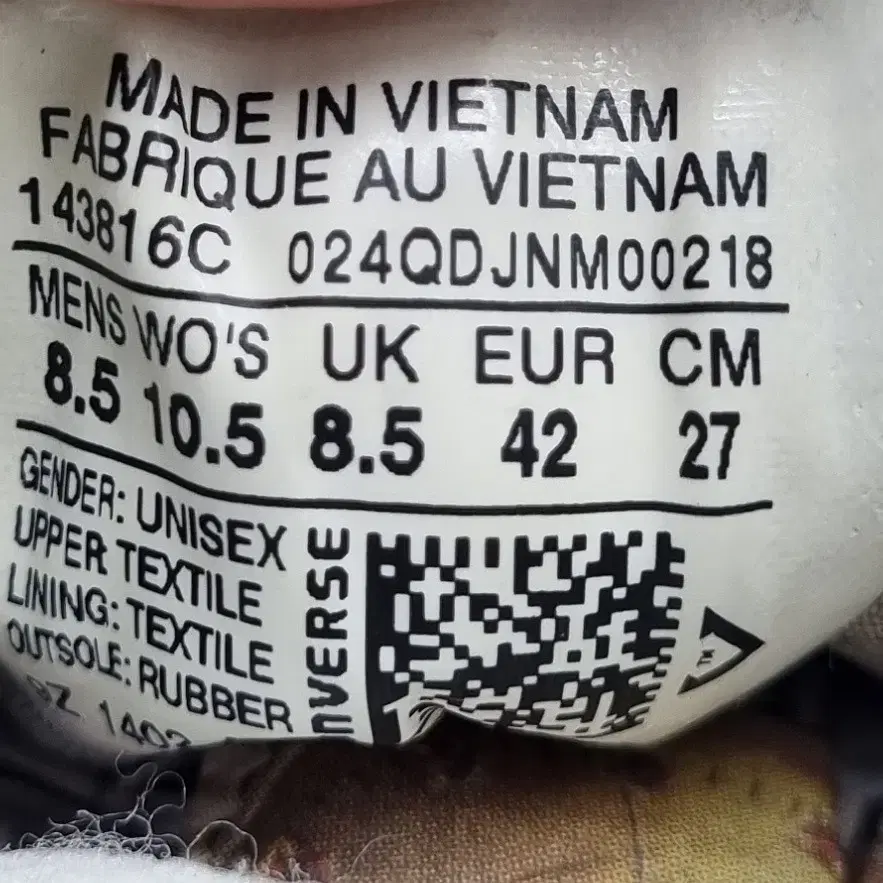 MADE IN VIETNAM
FABRIQUE AU VIETNAM
143816C 024QDJNM00218
MENS WO'S UK EUR CM
8.5 10.5 8.5 42 27
GENDER: UNISEX
UPPER TEXTILE
LINING: TEXTILE
OUTSOLE: RUBBER
NVERSE
TM